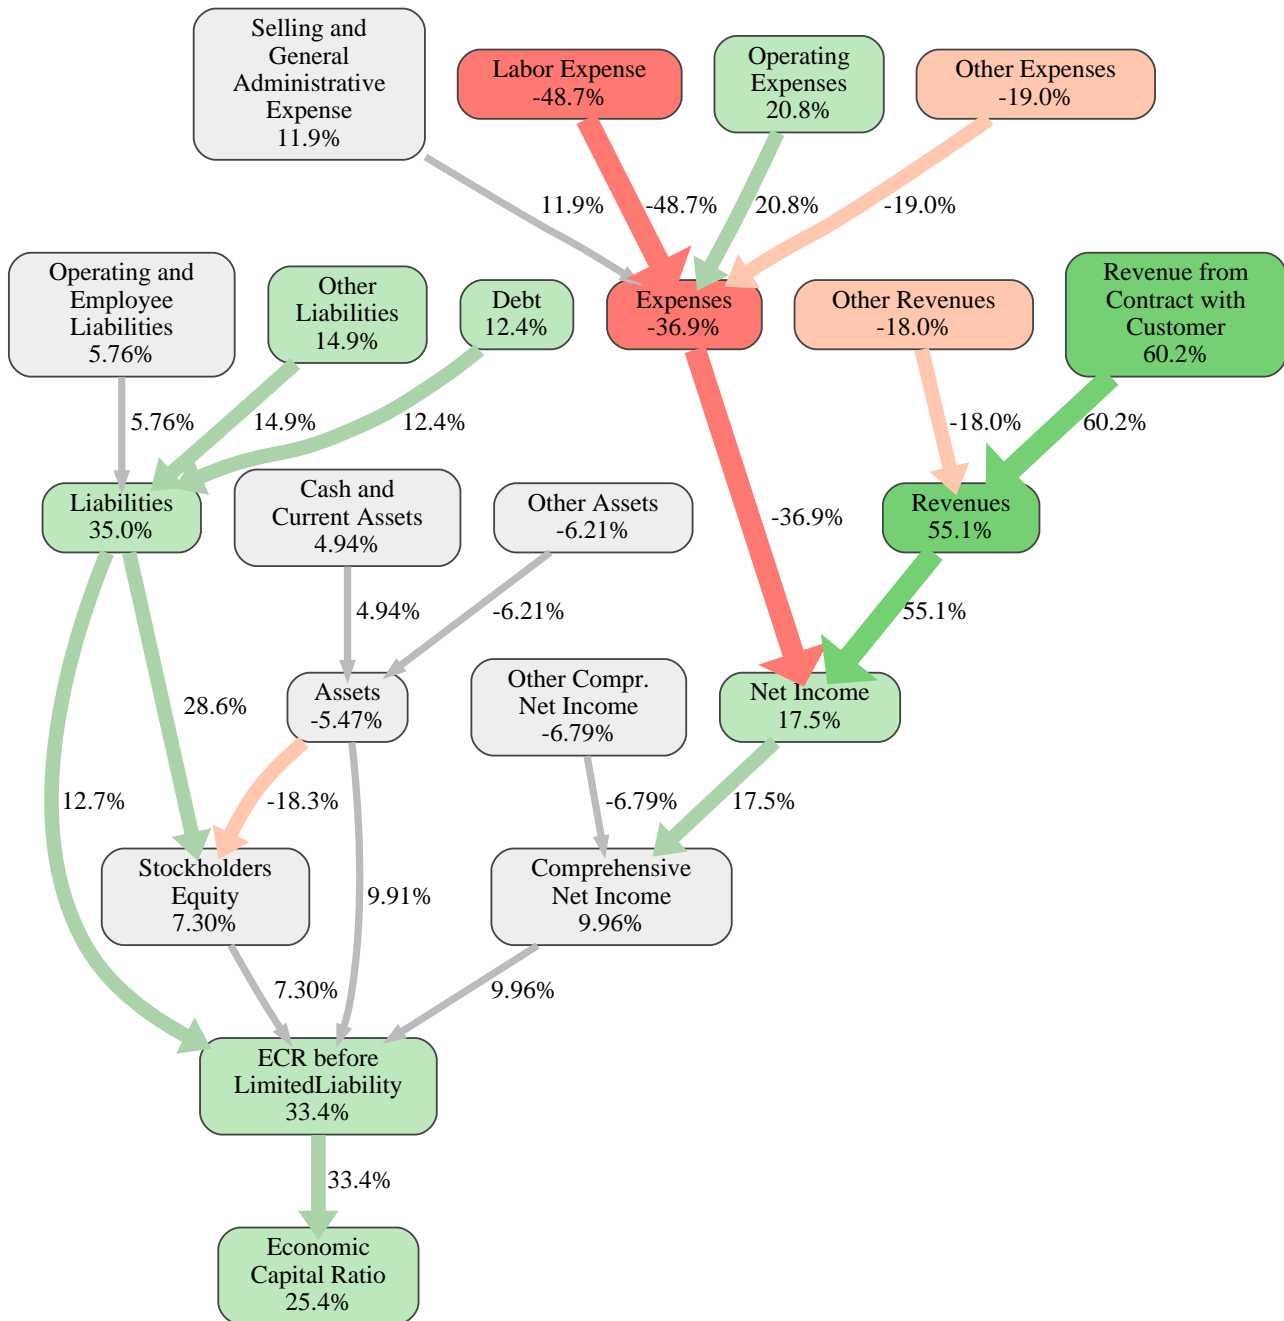 Selling and
General
Administrative
Expense
11.9%
Labor Expense
-48.7%
Operating
Expenses
20.8%
Other Expenses
-19.0%
11.9%
-48.7%
20.8%
-19.0%
Operating and
Employee
Liabilities
5.76%
Other
Liabilities
14.9%
Debt
12.4%
Expenses
-36.9%
Other Revenues
-18.0%
Revenue from
Contract with
Customer
60.2%
5.76%
14.9%
12.4%
-18.0%
60.2%
Liabilities
35.0%
Cash and
Current Assets
4.94%
Other Assets
-6.21%
-36.9%
Revenues
55.1%
4.94%
-6.21%
55.1%
28.6%
Assets
-5.47%
Other Compr.
Net Income
-6.79%
Net Income
17.5%
12.7%
-18.3%
-6.79%
17.5%
Stockholders
Equity
7.30%
9.91%
Comprehensive
Net Income
9.96%
7.30%
9.96%
ECR before
LimitedLiability
33.4%
33.4%
Economic
Capital Ratio
25.4%